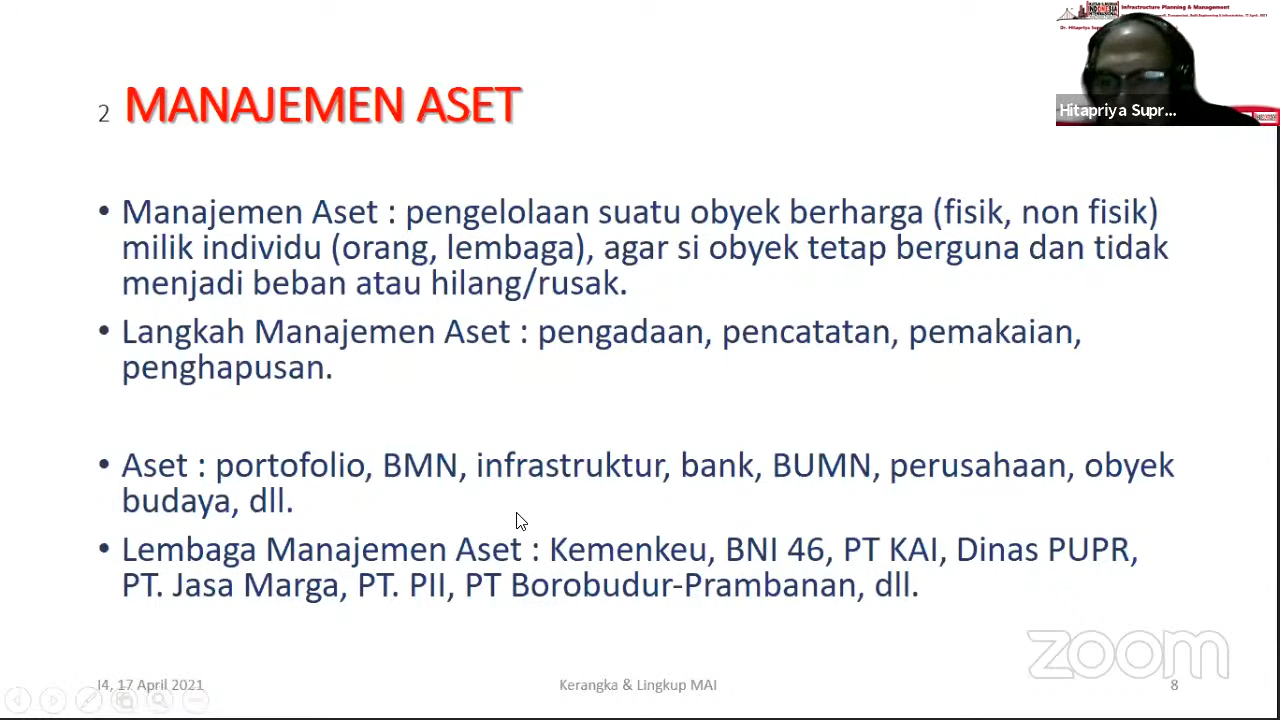 Infrastructure Planning & Management
2 MANAJEMEN ASET
Hitapriya Supr...
• Manajemen Aset : pengelolaan suatu obyek berharga (fisik, non fisik)
milik individu (orang, lembaga), agar si obyek tetap berguna dan tidak
menjadi beban atau hilang/rusak.
• Langkah Manajemen Aset : pengadaan, pencatatan, pemakaian,
penghapusan.
• Aset : portofolio, BMN, infrastruktur, bank, BUMN, perusahaan, obyek
budaya, dll.
• Lembaga Manajemen Aset : Kemenkeu, BNI 46, PT KAI, Dinas PUPR,
PT. Jasa Marga, PT. PII, PT Borobudur-Prambanan, dll.
zoom
I4, 17 April 2021
Kerangka & Lingkup MAI
8